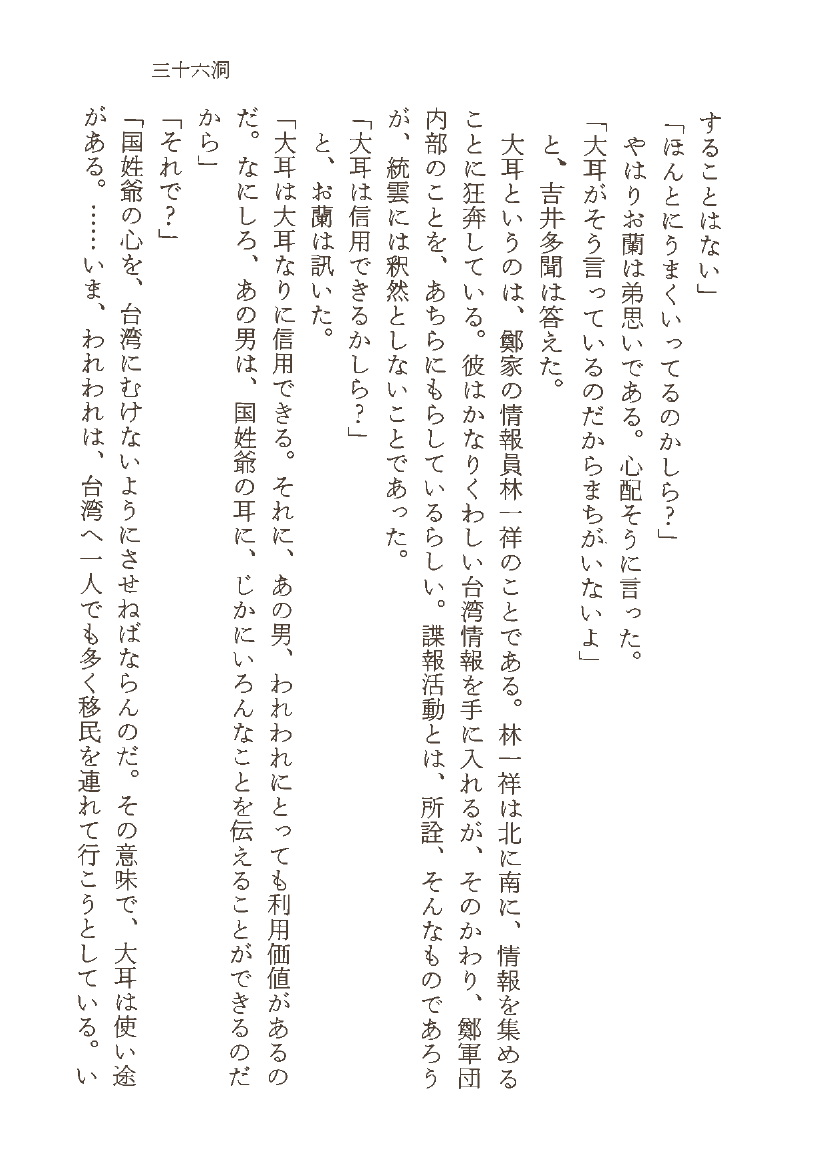 三十六洞
することはない」
「ほんとにうまくいってるのかしら?」
やはりお蘭は弟思いである。心配そうに言った。
「大耳がそう言っているのだからまちがいないよ」
と、吉井多聞は答えた。
大耳というのは、鄭家の情報員林一祥のことである。林一祥は北に南に、情報を集める
ことに狂奔している。彼はかなりくわしい台湾情報を手に入れるが、そのかわり、鄭軍団
内部のことを、あちらにもらしているらしい。諜報活動とは、所詮、そんなものであろう
が、統雲には釈然としないことであった。
「大耳は信用できるかしら?」
と、お蘭は訊いた。
「大耳は大耳なりに信用できる。それに、あの男、われわれにとっても利用価値があるの
だ。なにしろ、あの男は、国姓爺の耳に、じかにいろんなことを伝えることができるのだ
から」
「それで?」
「国姓爺の心を、台湾にむけないようにさせねばならんのだ。その意味で、大耳は使い途
がある。……いま、われわれは、台湾へ一人でも多く移民を連れて行こうとしている。い